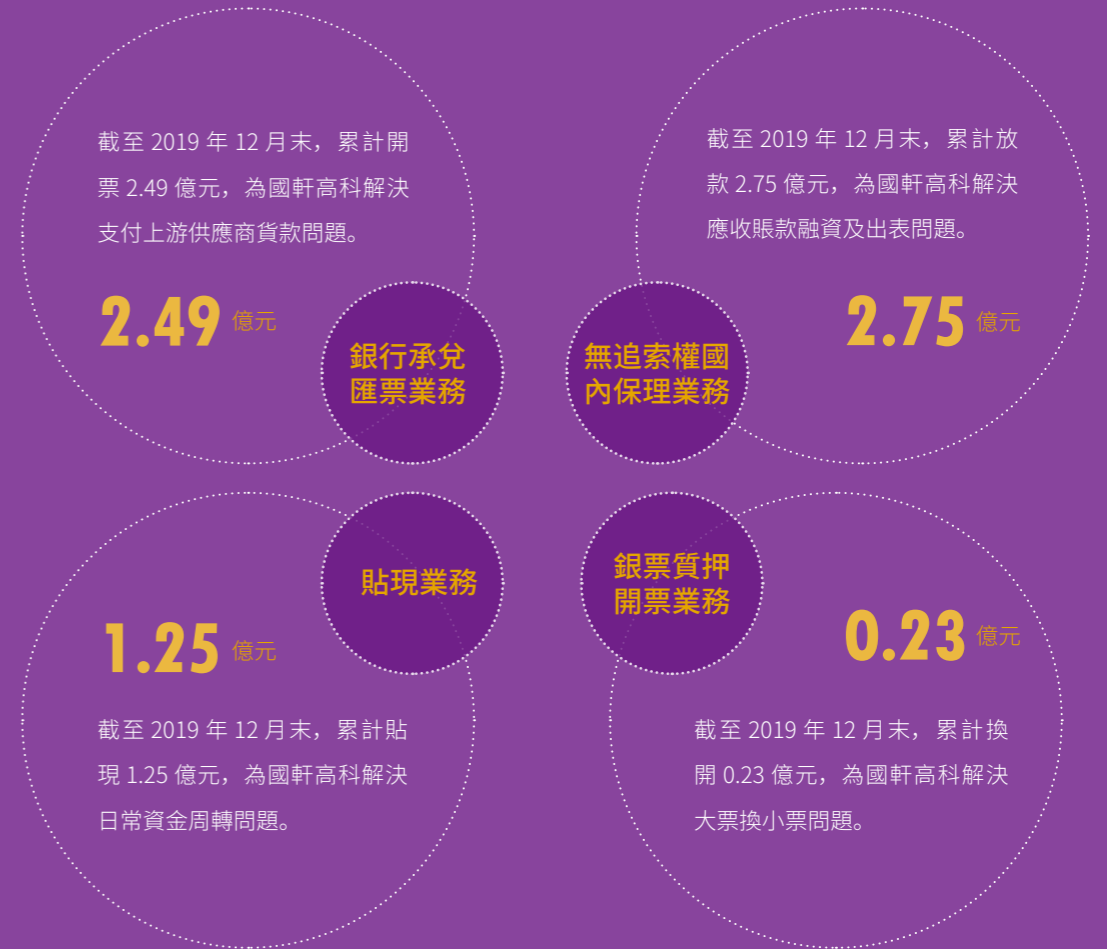 截至 2019 年 12 月末，累計開
票 2.49 億元，為國軒高科解決
支付上游供應商貨款問題。
2.49 億元
銀行承兌
匯票業務
截至 2019 年 12 月末，累計放
款 2.75 億元，為國軒高科解決
應收賬款融資及出表問題。
2.75 億元
無追索權國
內保理業務
貼現業務
1.25 億元
截至 2019 年 12 月末，累計貼
現 1.25 億元，為國軒高科解決
日常資金周轉問題。
銀票質押
開票業務
0.23 億元
截至 2019 年 12 月末，累計換
開 0.23 億元，為國軒高科解決
大票換小票問題。